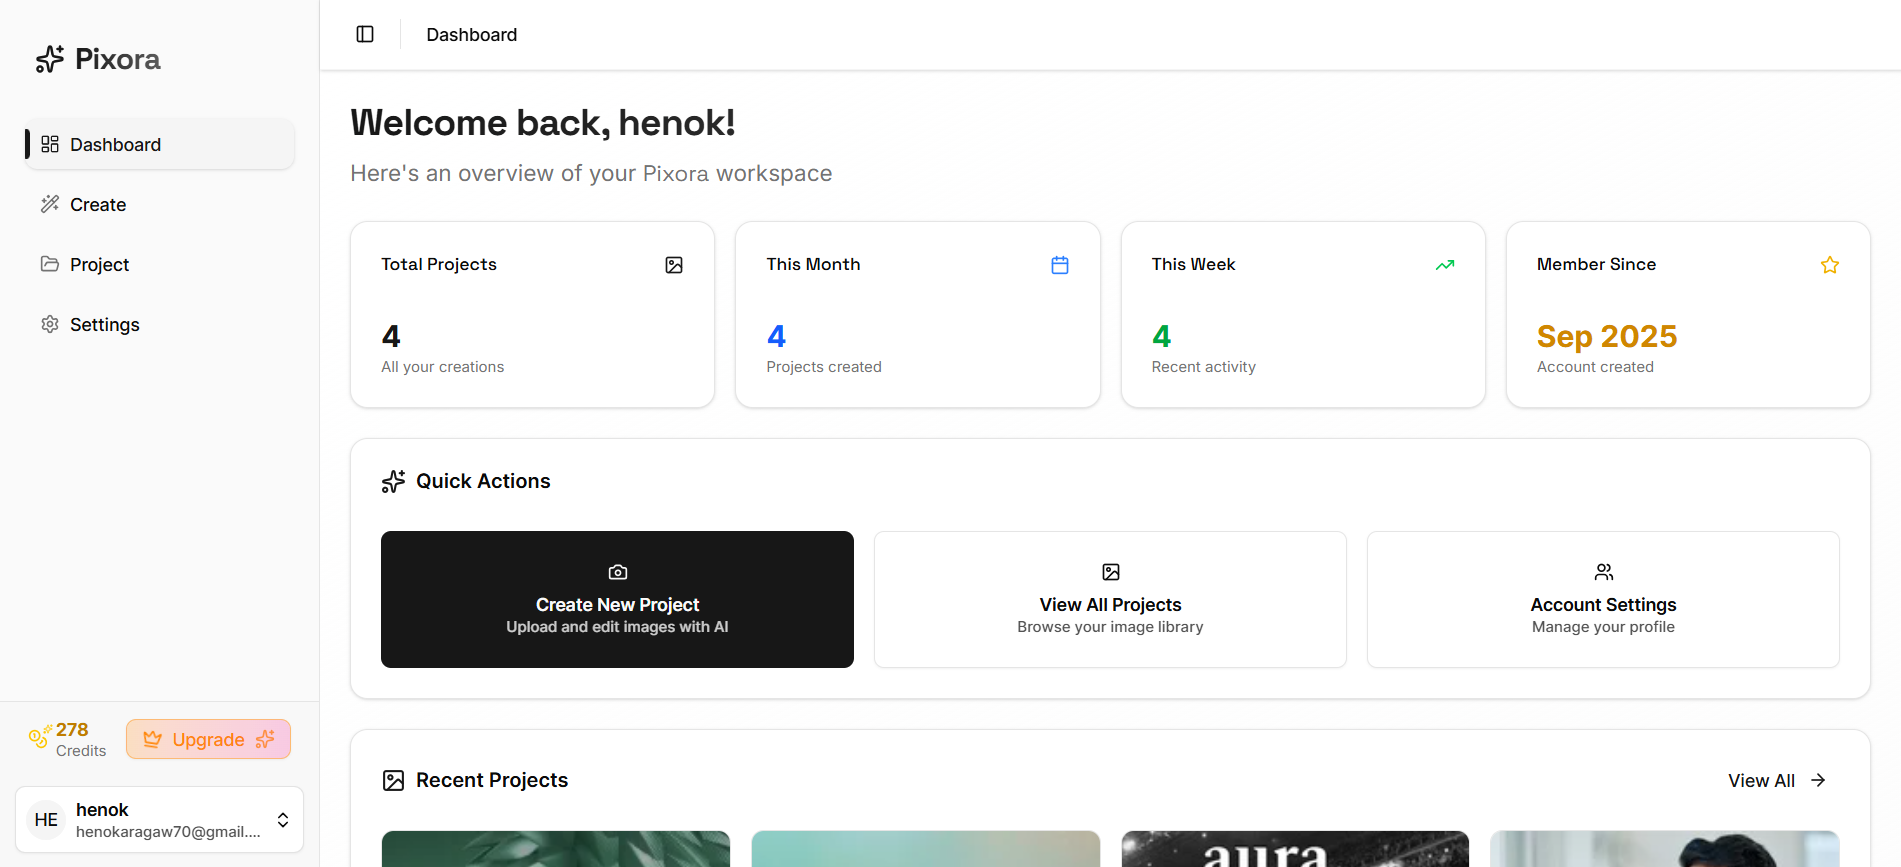 Pixora
Dashboard
Create
Project
Settings
278
Credits
Upgrade
HE
henok
henokaragaw70@gmail....
Dashboard
Welcome back, henok!
Here's an overview of your Pixora workspace
Total Projects
4
All your creations
This Month
4
Projects created
This Week
4
Recent activity
Member Since
Sep 2025
Account created
Quick Actions
Create New Project
Upload and edit images with AI
View All Projects
Browse your image library
Account Settings
Manage your profile
Recent Projects
View All
aura